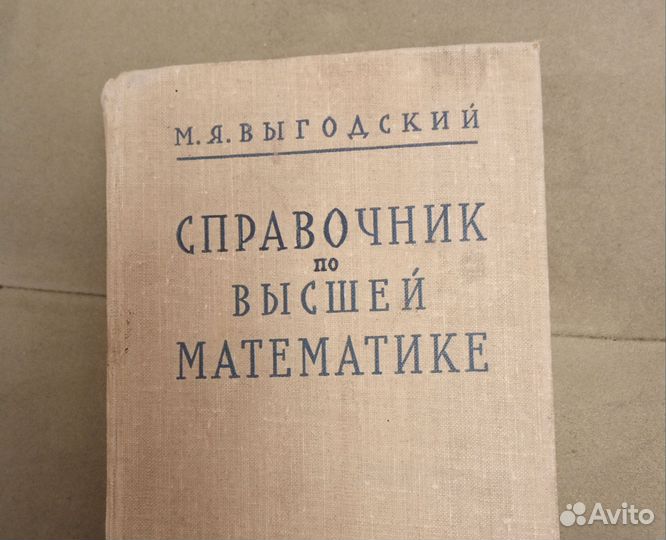 М.Я.ВЫГОДСКИЙ
СПРАВОЧНИК
ПО
ВЫСШЕЙ
МАТЕМАТИКЕ
Avito